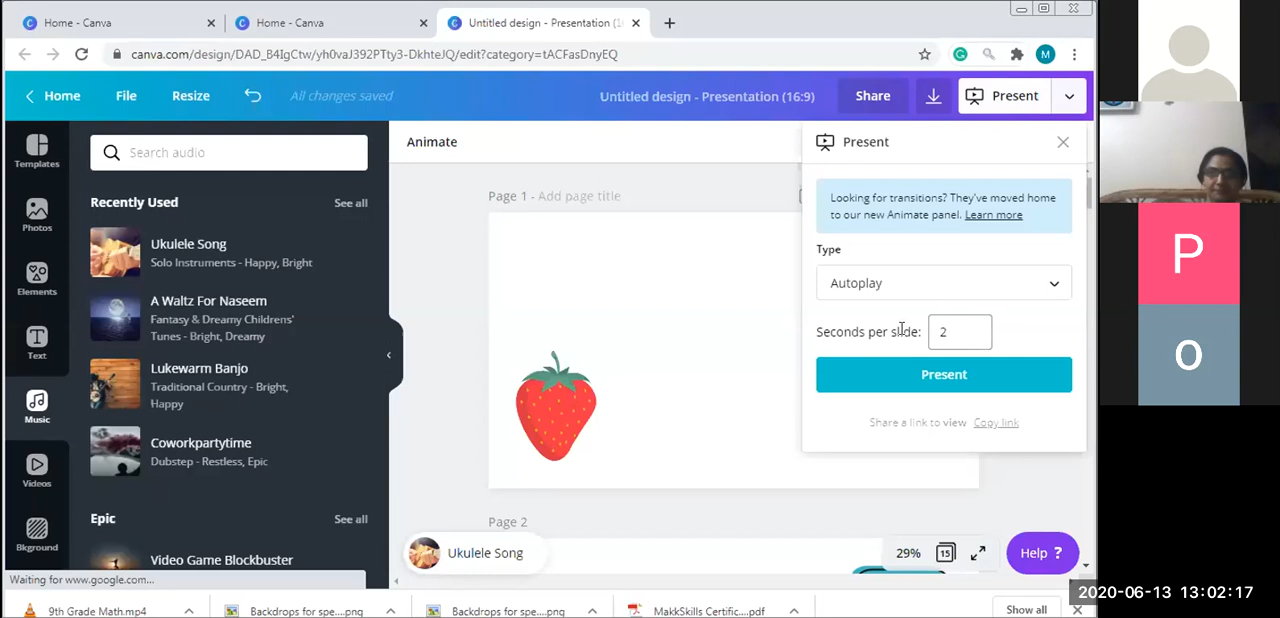 Home - Canva
Home - Canva
Untitled design - Presentation (1
canva.com/design/DAD_B4IgCtw/yh0vaJ392PTty3-DkhteJQ/edit?category=tACFasDnyEQ
M
Home
File
Resize
All changes saved
Untitled design - Presentation (16:9)
Share
Present
Templates
Photos
Elements
Text
Music
Videos
Bkground
Search audio
Recently Used
See all
Ukulele Song
Solo Instruments - Happy, Bright
A Waltz For Naseem
Fantasy & Dreamy Childrens'
Tunes - Bright, Dreamy
Lukewarm Banjo
Traditional Country - Bright,
Happy
Coworkpartytime
Dubstep - Restless, Epic
Epic
See all
Video Game Blockbuster
Waiting for www.google.com...
Animate
Page 1 - Add page title
Page 2
Ukulele Song
29%
15
Help ?
Present
Looking for transitions? They've moved home
to our new Animate panel. Learn more
Type
Autoplay
Seconds per slide:
2
Present
Share a link to view Copy link
P
o
9th Grade Math.mp4
Backdrops for spe....png
Backdrops for spe....png
MakkSkills Certific....pdf
Show all
2020-06-13 13:02:17